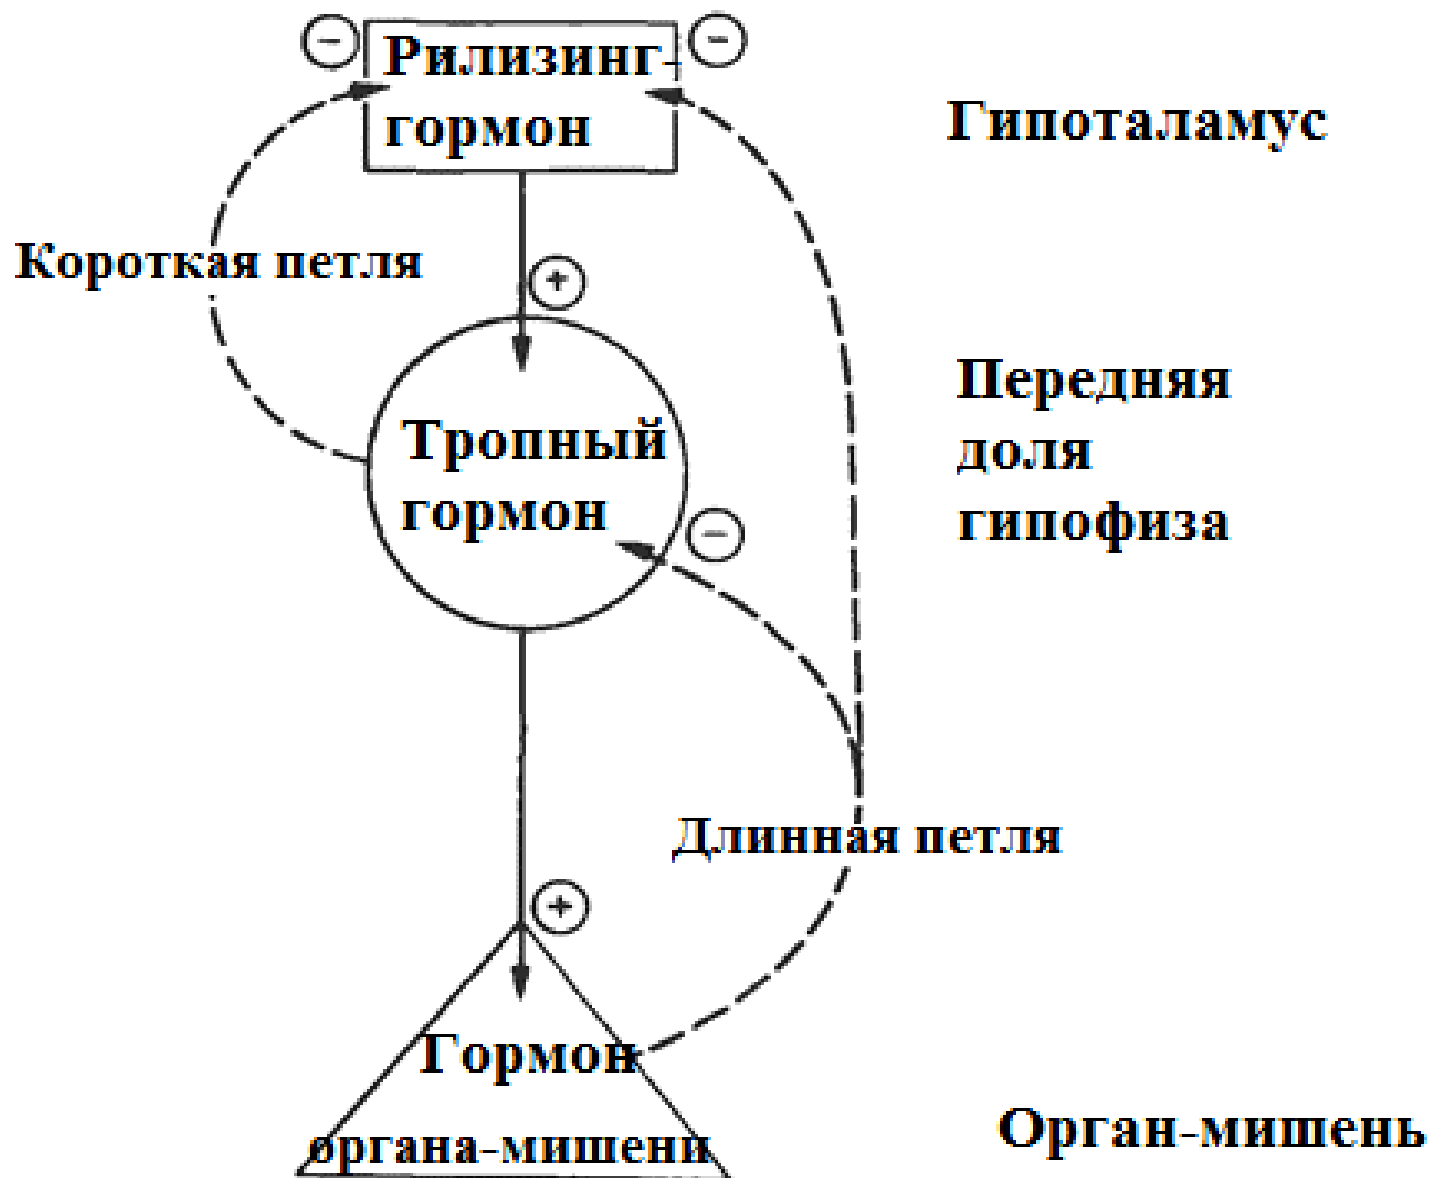 −
Рилизинг-
гормон
−
Гипоталамус
Короткая петля
+
Передняя
доля
гипофиза
Тропный
гормон
−
Длинная петля
+
Гормон
органа-мишени
Орган-мишень